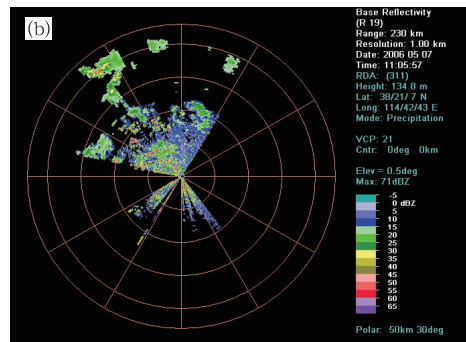 (b)
Base Reflectivity
(R 19)
Range: 230 km
Resolution: 1.00 km
Date: 2006 05 07
Time: 11:05:57
RDA: (311)
Height: 134.8 m
Lat: 38/21/ 7 N
Long: 114/42/43 E
Mode: Precipitation
VCP: 21
Cntr: 0deg 0km
Elev = 0.5deg
Max: 71dBZ
-5
0 dBZ
5
10
15
20
25
30
35
40
45
50
55
60
65
Polar: 50km 30deg